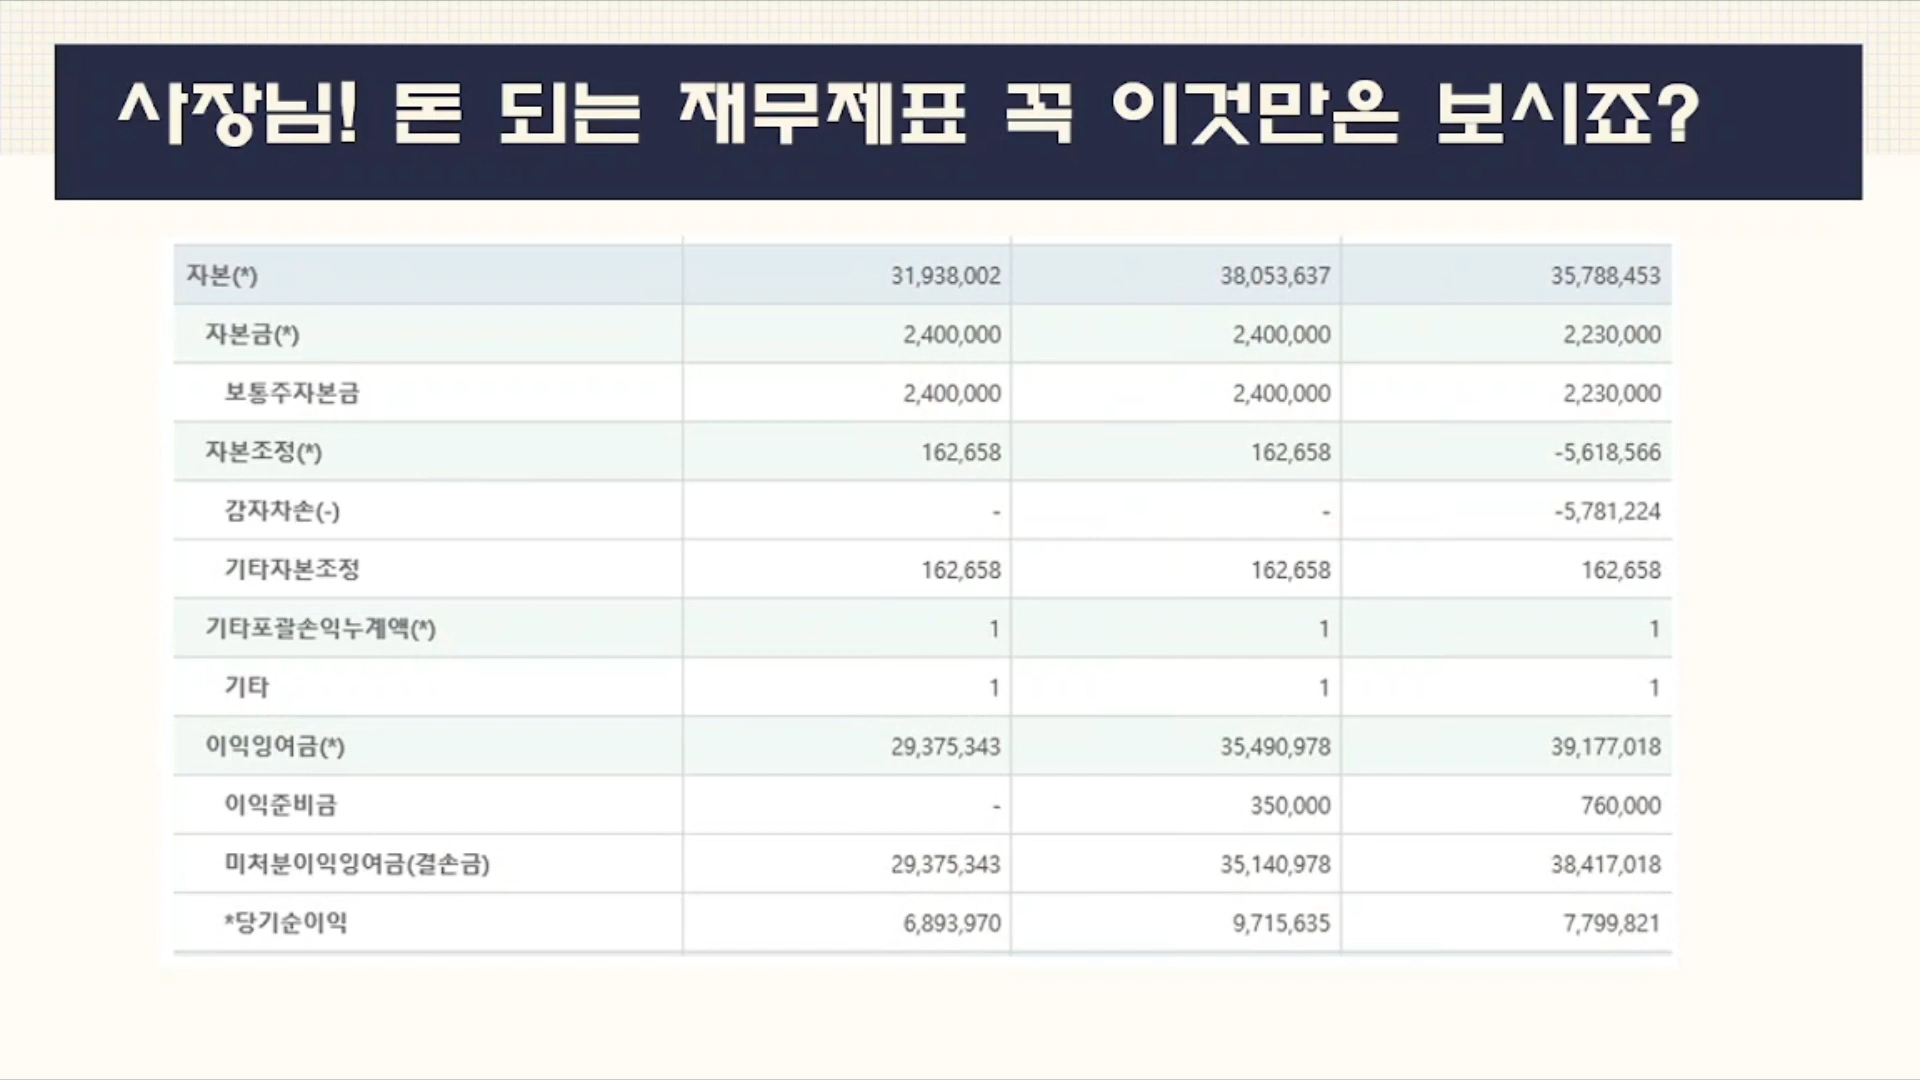 사장님! 돈 되는 재무제표 꼭 이것만은 보시죠?
자본(*) 31,938,002 38,053,637 35,788,453
자본금(*) 2,400,000 2,400,000 2,230,000
보통주자본금 2,400,000 2,400,000 2,230,000
자본조정(*) 162,658 162,658 -5,618,566
감자차손(-) - - -5,781,224
기타자본조정 162,658 162,658 162,658
기타포괄손익누계액(*) 1 1 1
기타 1 1 1
이익잉여금(*) 29,375,343 35,490,978 39,177,018
이익준비금 - 350,000 760,000
미처분이익잉여금(결손금) 29,375,343 35,140,978 38,417,018
*당기순이익 6,893,970 9,715,635 7,799,821